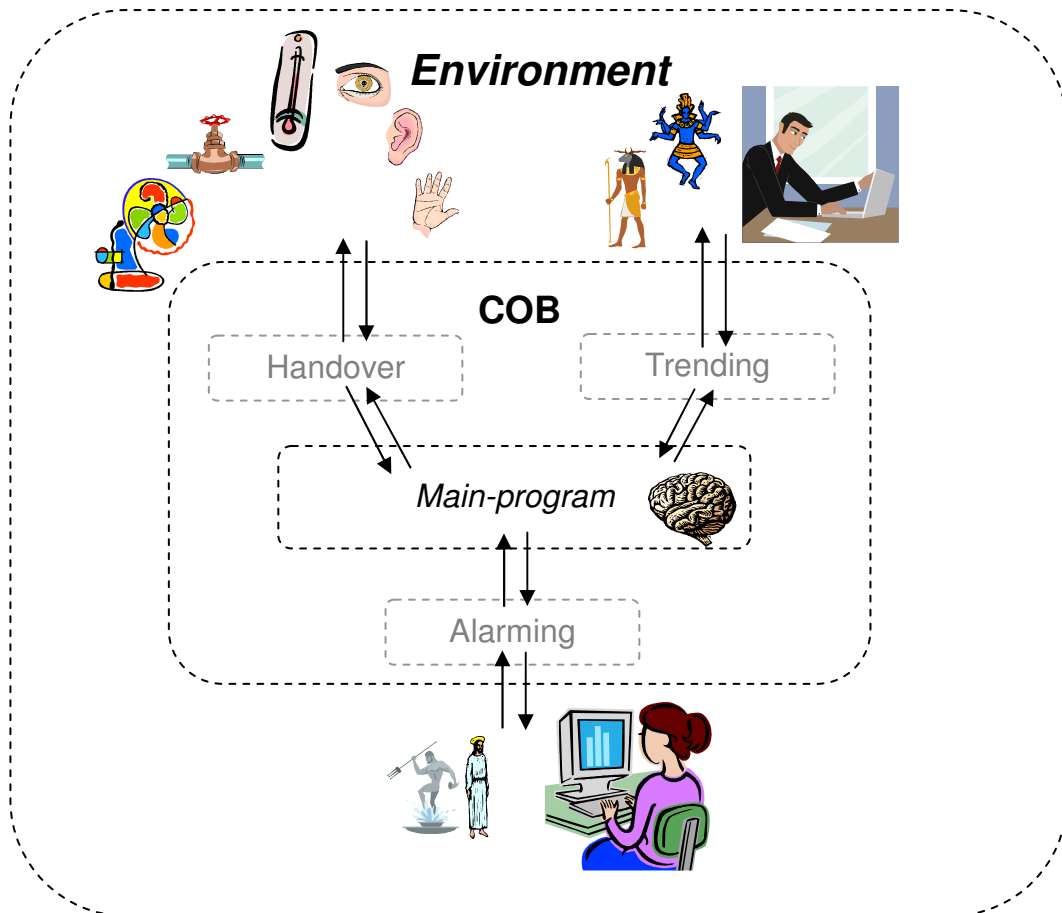 Environment
COB
Handover
Trending
Main-program
Alarming